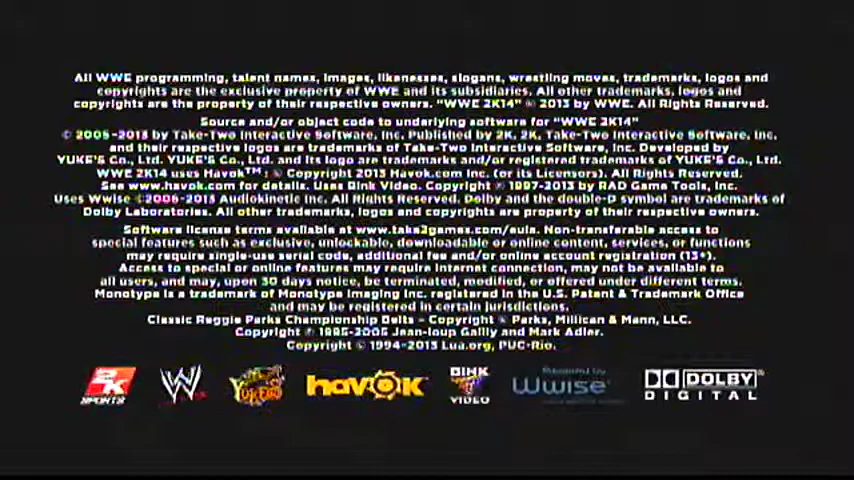 All WWE programming, talent names, images, likenesses, slogans, wrestling moves, trademarks, logos and
copyrights are the exclusive property of WWE and its subsidiaries. All other trademarks, logos and
copyrights are the property of their respective owners. "WWE 2K14" © 2013 by WWE. All Rights Reserved.
Source and/or object code to underlying software for "WWE 2K14"
© 2005-2013 by Take-Two Interactive Software, Inc. Published by 2K. 2K, Take-Two Interactive Software, Inc.
and their respective logos are trademarks of Take-Two Interactive Software, Inc. Developed by
YUKE'S Co., Ltd. YUKE'S Co., Ltd. and its logo are trademarks and/or registered trademarks of YUKE'S Co., Ltd.
WWE 2K14 uses Havok™: © Copyright 2013 Havok.com Inc. (or its Licensors). All Rights Reserved.
See www.havok.com for details. Uses Bink Video. Copyright © 1997-2013 by RAD Game Tools, Inc.
Uses Wwise ©2006-2013 Audiokinetic Inc. All Rights Reserved. Dolby and the double-D symbol are trademarks of
Dolby Laboratories. All other trademarks, logos and copyrights are property of their respective owners.
Software license terms available at www.take2games.com/eula. Non-transferable access to
special features such as exclusive, unlockable, downloadable or online content, services, or functions
may require single-use serial code, additional fee and/or online account registration (13+).
Access to special or online features may require internet connection, may not be available to
all users, and may, upon 30 days notice, be terminated, modified, or offered under different terms.
Monotype is a trademark of Monotype Imaging Inc. registered in the U.S. Patent & Trademark Office
and may be registered in certain jurisdictions.
Classic Reggie Parks Championship Belts - Copyright © Parks, Millican & Mann, LLC.
Copyright © 1995-2005 Jean-loup Gailly and Mark Adler.
Copyright © 1994-2013 Lua.org, PUC-Rio.
2K SPORTS
W
YUKE'S
havok
BINK VIDEO
Powered by Wwise
DOLBY DIGITAL